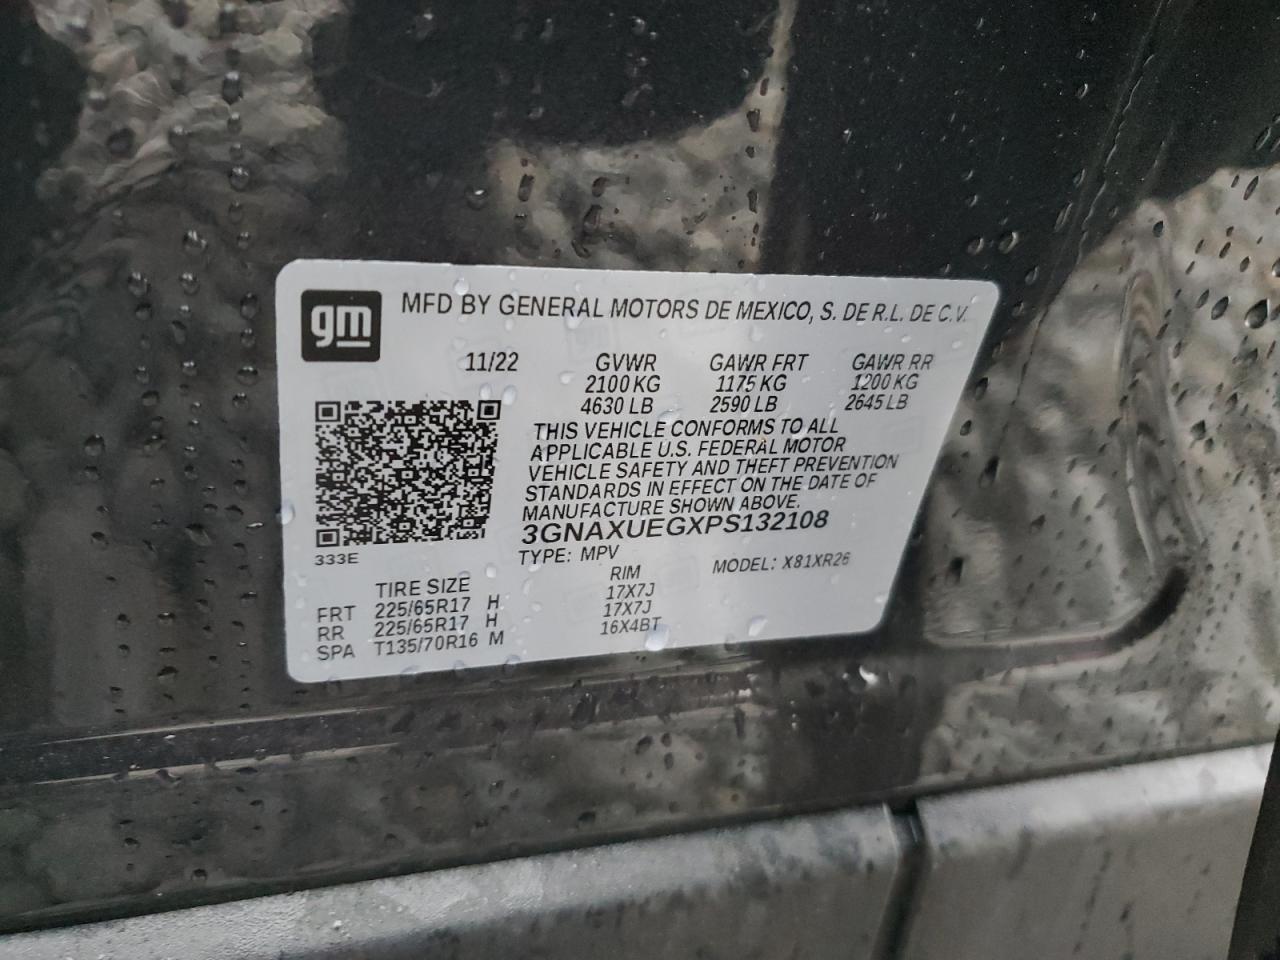 gm
MFD BY GENERAL MOTORS DE MEXICO, S. DE R.L. DE C.V.
11/22 GVWR GAWR FRT GAWR RR
2100 KG 1175 KG 1200 KG
4630 LB 2590 LB 2645 LB
THIS VEHICLE CONFORMS TO ALL
APPLICABLE U.S. FEDERAL MOTOR
VEHICLE SAFETY AND THEFT PREVENTION
STANDARDS IN EFFECT ON THE DATE OF
MANUFACTURE SHOWN ABOVE.
3GNAXUEGXPS132108
333E TYPE: MPV MODEL: X81XR26
TIRE SIZE RIM
FRT 225/65R17 H 17X7J
RR 225/65R17 H 17X7J
SPA T135/70R16 M 16X4BT